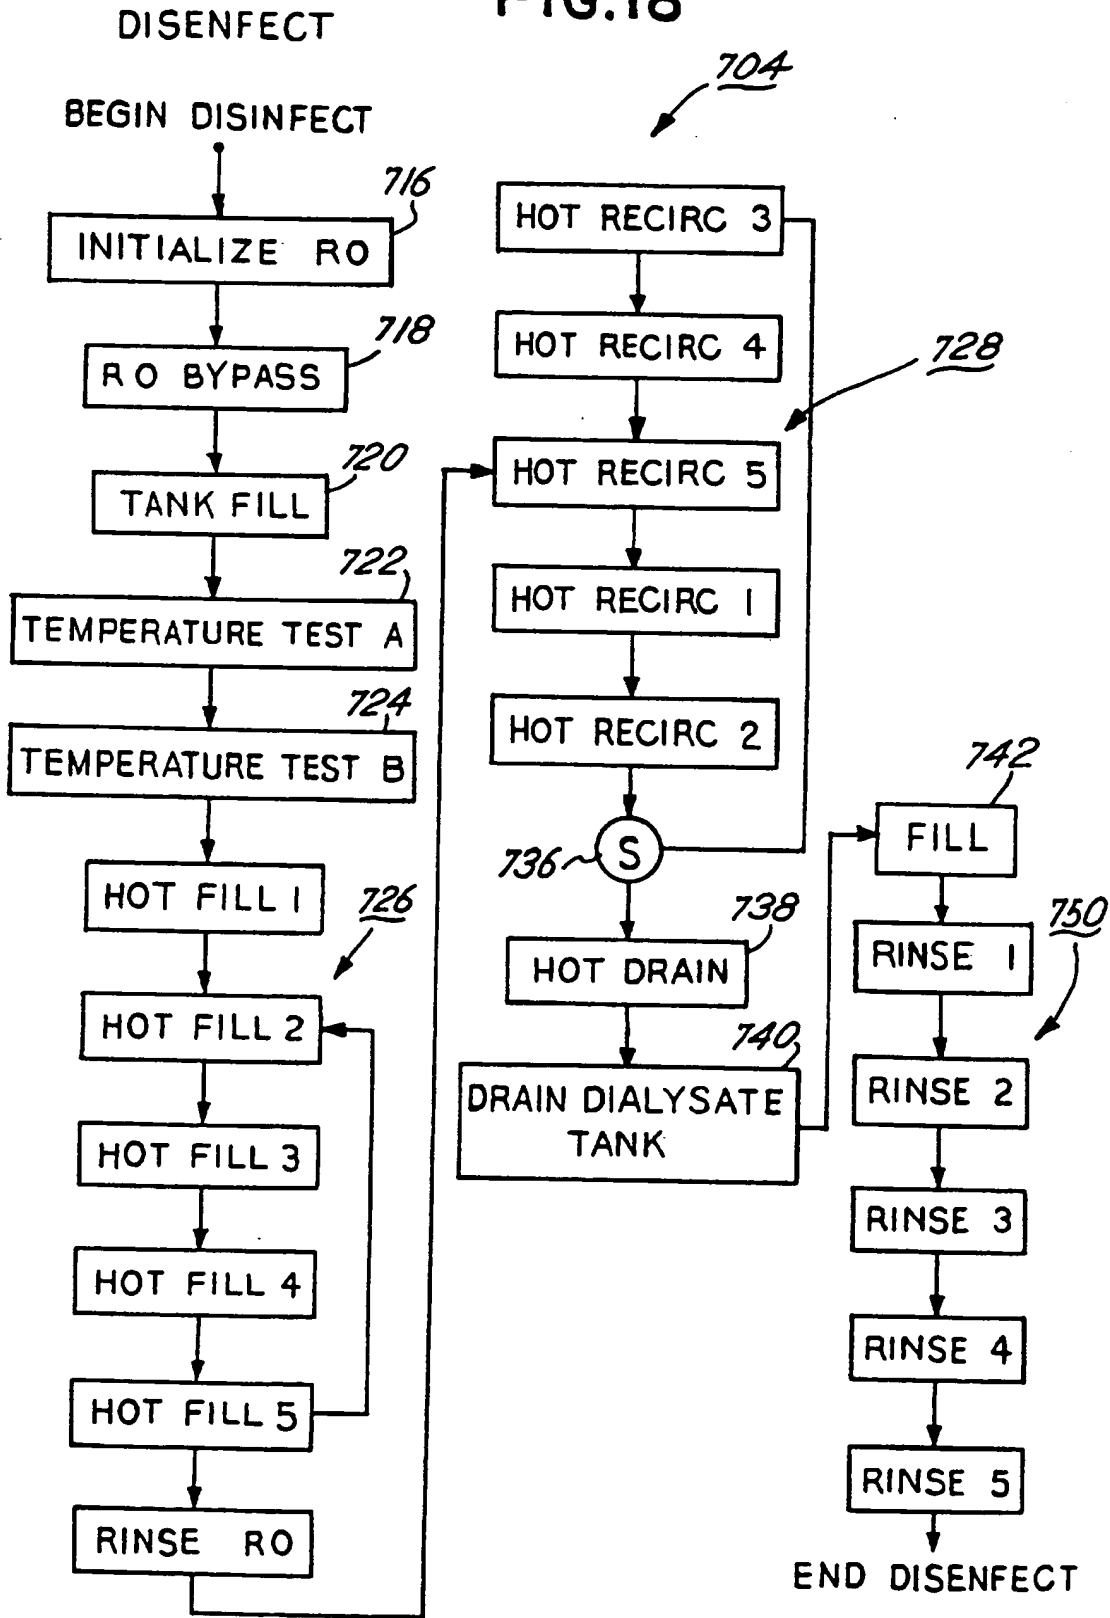 FIG.18
DISENFECT
704
BEGIN DISINFECT
716
INITIALIZE RO
718
RO BYPASS
720
TANK FILL
722
TEMPERATURE TEST A
724
TEMPERATURE TEST B
HOT FILL 1
726
HOT FILL 2
HOT FILL 3
HOT FILL 4
HOT FILL 5
RINSE RO
HOT RECIRC 3
HOT RECIRC 4
728
HOT RECIRC 5
HOT RECIRC 1
HOT RECIRC 2
736
S
738
HOT DRAIN
740
DRAIN DIALYSATE
TANK
742
FILL
750
RINSE 1
RINSE 2
RINSE 3
RINSE 4
RINSE 5
END DISENFECT